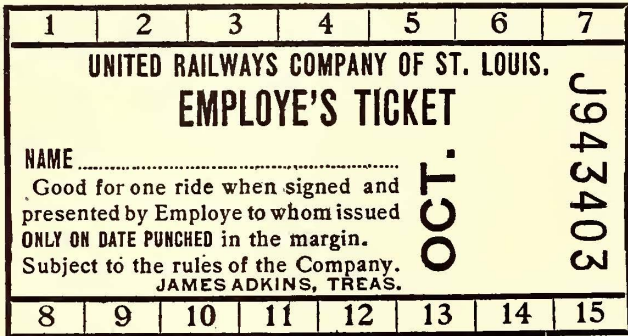 1 2 3 4 5 6 7
UNITED RAILWAYS COMPANY OF ST. LOUIS.
EMPLOYE'S TICKET
NAME
Good for one ride when signed and
presented by Employe to whom issued
ONLY ON DATE PUNCHED in the margin.
Subject to the rules of the Company.
JAMES ADKINS, TREAS.
OCT.
J943403
8 9 10 11 12 13 14 15